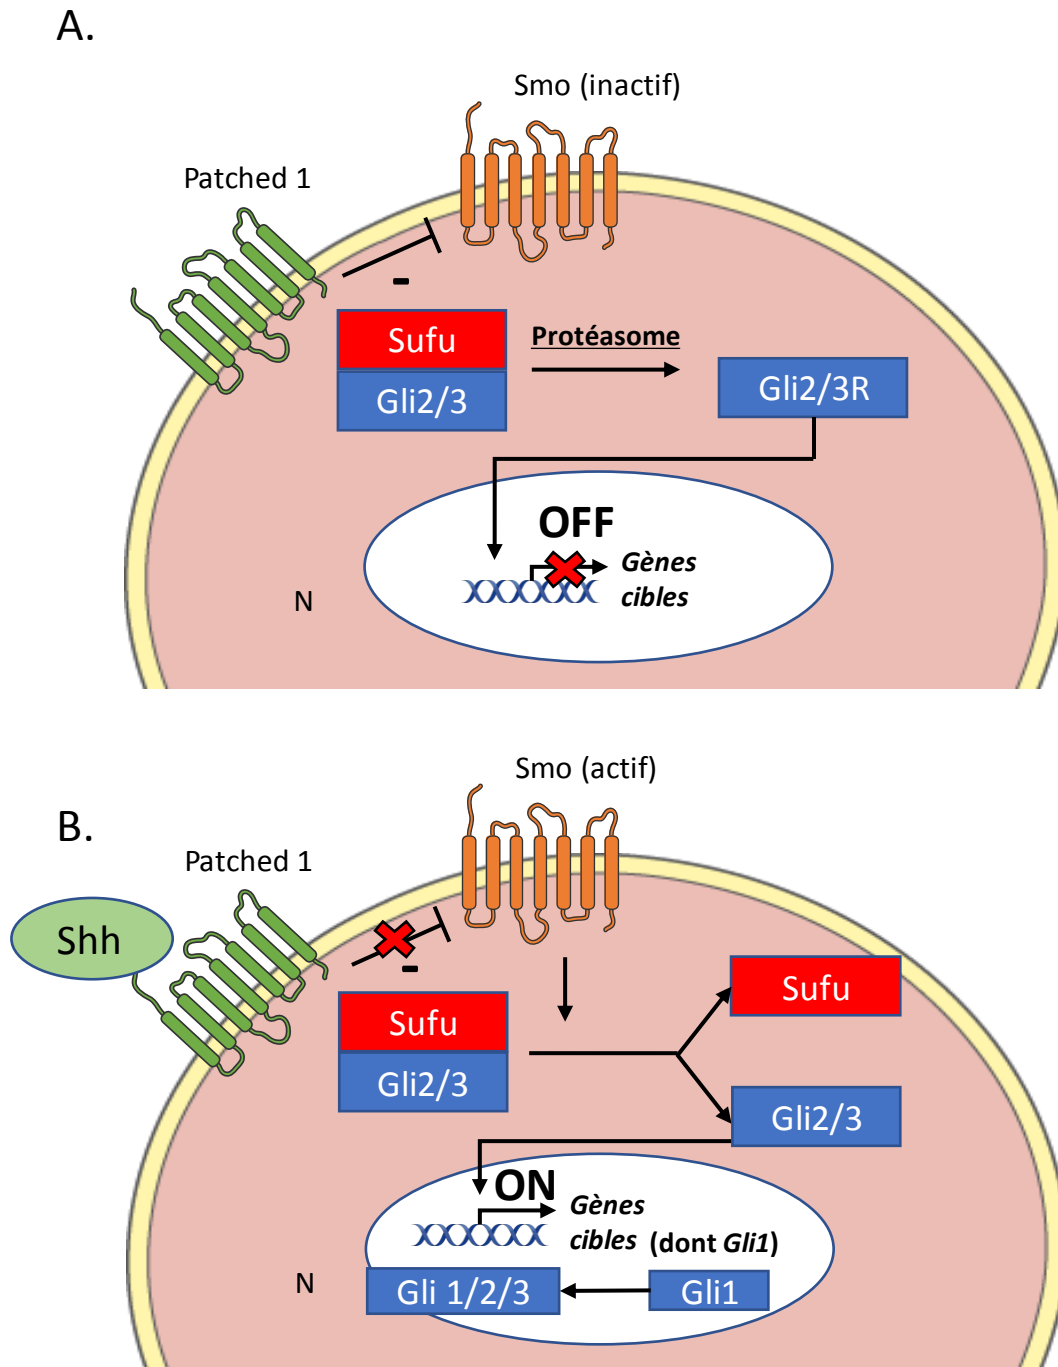 A.
Smo (inactif)
Patched 1
-
Sufu
Gli2/3
Protéasome
Gli2/3R
OFF
Gènes
cibles
N
B.
Smo (actif)
Patched 1
Shh
-
Sufu
Gli2/3
Sufu
Gli2/3
ON
Gènes
cibles (dont Gli1)
N
Gli 1/2/3
Gli1